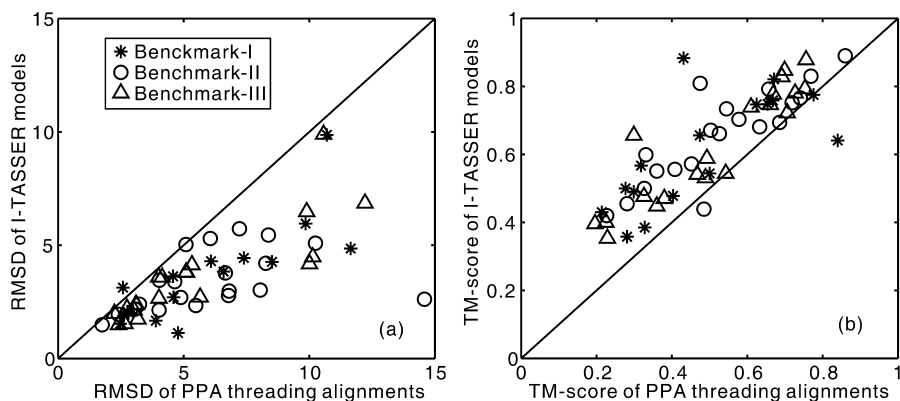 15
10
5
0
RMSD of I-TASSER models
Benckmark-I
Benchmark-II
Benchmark-III
(a)
0 5 10 15
RMSD of PPA threading alignments
1
0.8
0.6
0.4
0.2
0
TM-score of I-TASSER models
(b)
0 0.2 0.4 0.6 0.8 1
TM-score of PPA threading alignments